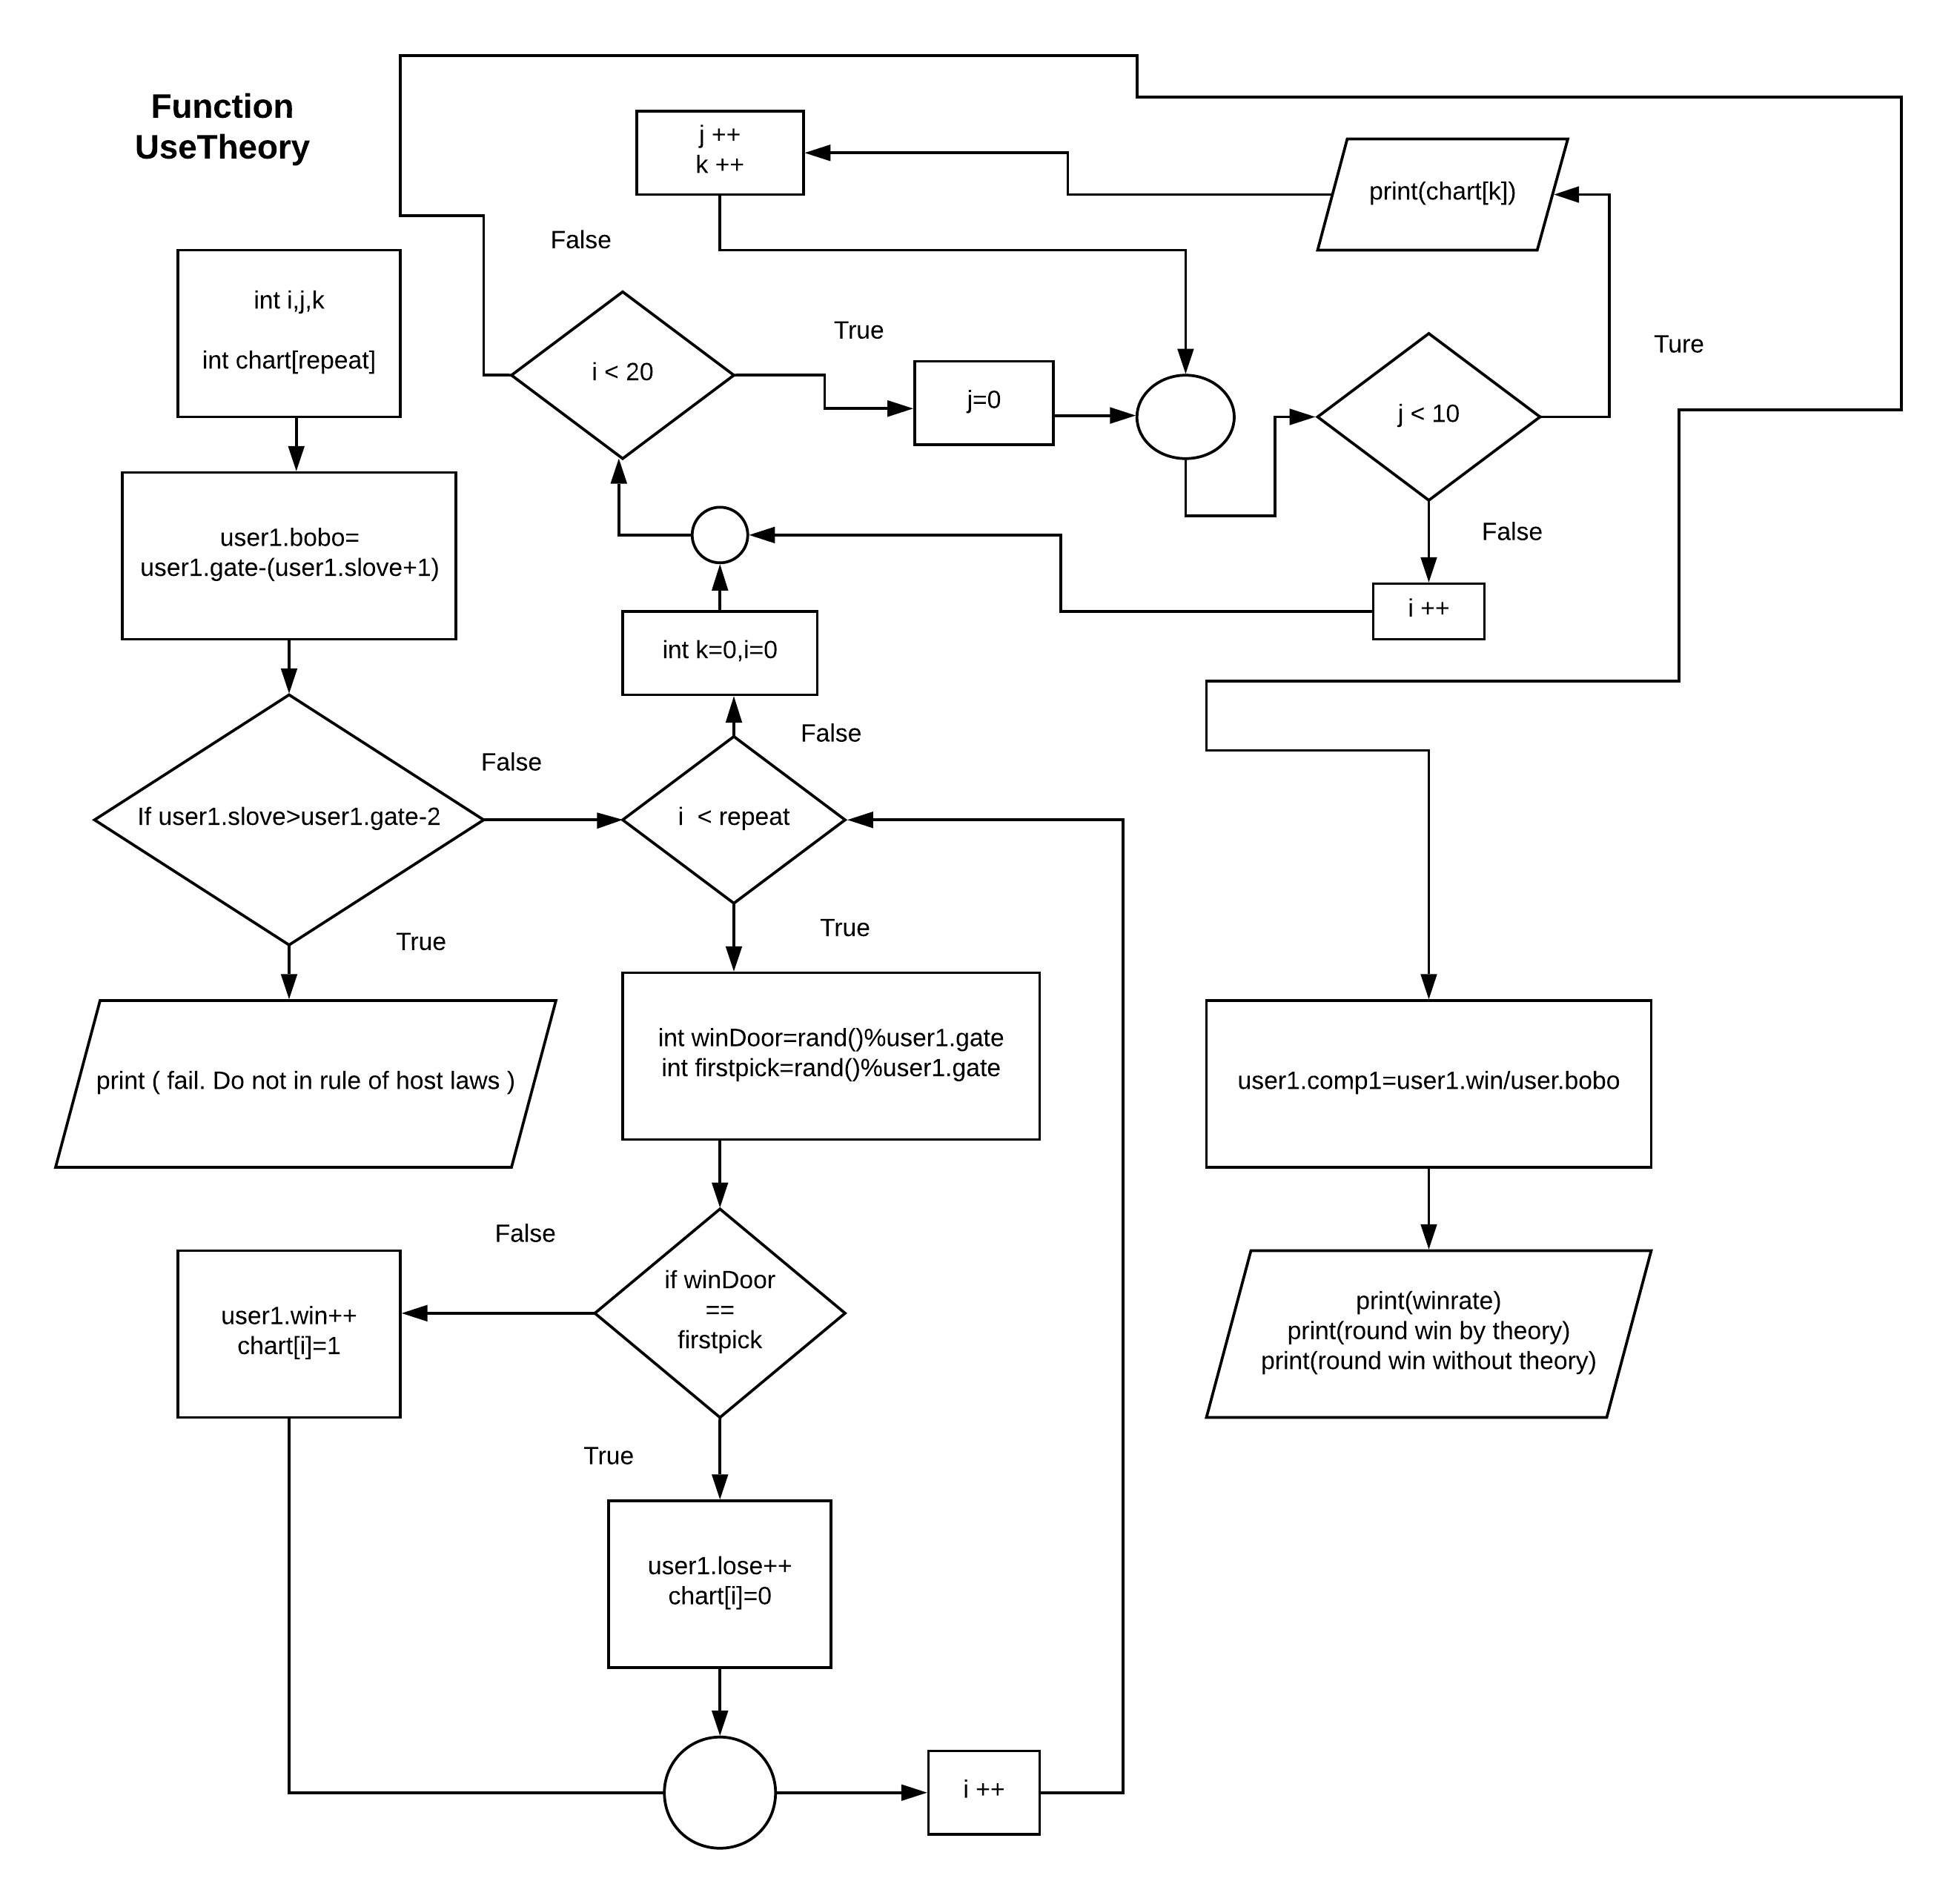 Function
UseTheory
int i,j,k
int chart[repeat]
user1.bobo=
user1.gate-(user1.slove+1)
If user1.slove>user1.gate-2
False
True
print ( fail. Do not in rule of host laws )
i  < repeat
False
True
int winDoor=rand()%user1.gate
int firstpick=rand()%user1.gate
if winDoor
==
firstpick
False
True
user1.win++
chart[i]=1
user1.lose++
chart[i]=0
i ++
int k=0,i=0
i < 20
False
True
j=0
j < 10
Ture
False
print(chart[k])
j ++
k ++
i ++
user1.comp1=user1.win/user.bobo
print(winrate)
print(round win by theory)
print(round win without theory)